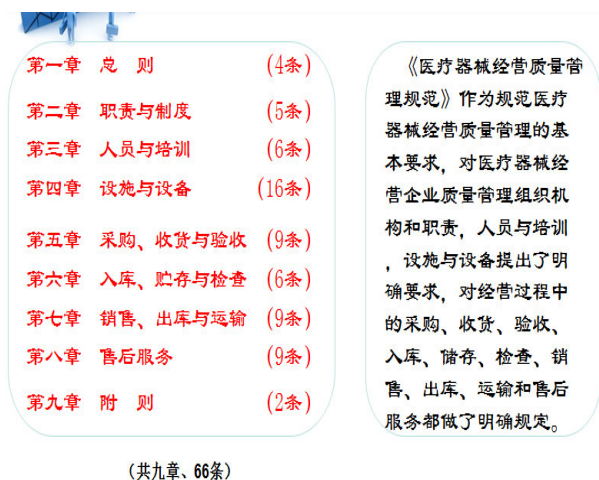 第一章 总 则 (4条)
第二章 职责与制度 (5条)
第三章 人员与培训 (6条)
第四章 设施与设备 (16条)
第五章 采购、收货与验收 (9条)
第六章 入库、贮存与检查 (6条)
第七章 销售、出库与运输 (9条)
第八章 售后服务 (9条)
第九章 附 则 (2条)
(共九章、66条)
《医疗器械经营质量管
理规范》作为规范医疗
器械经营质量管理的基
本要求，对医疗器械经
营企业质量管理组织机
构和职责，人员与培训
，设施与设备提出了明
确要求，对经营过程中
的采购、收货、验收、
入库、储存、检查、销
售、出库、运输和售后
服务都做了明确规定。